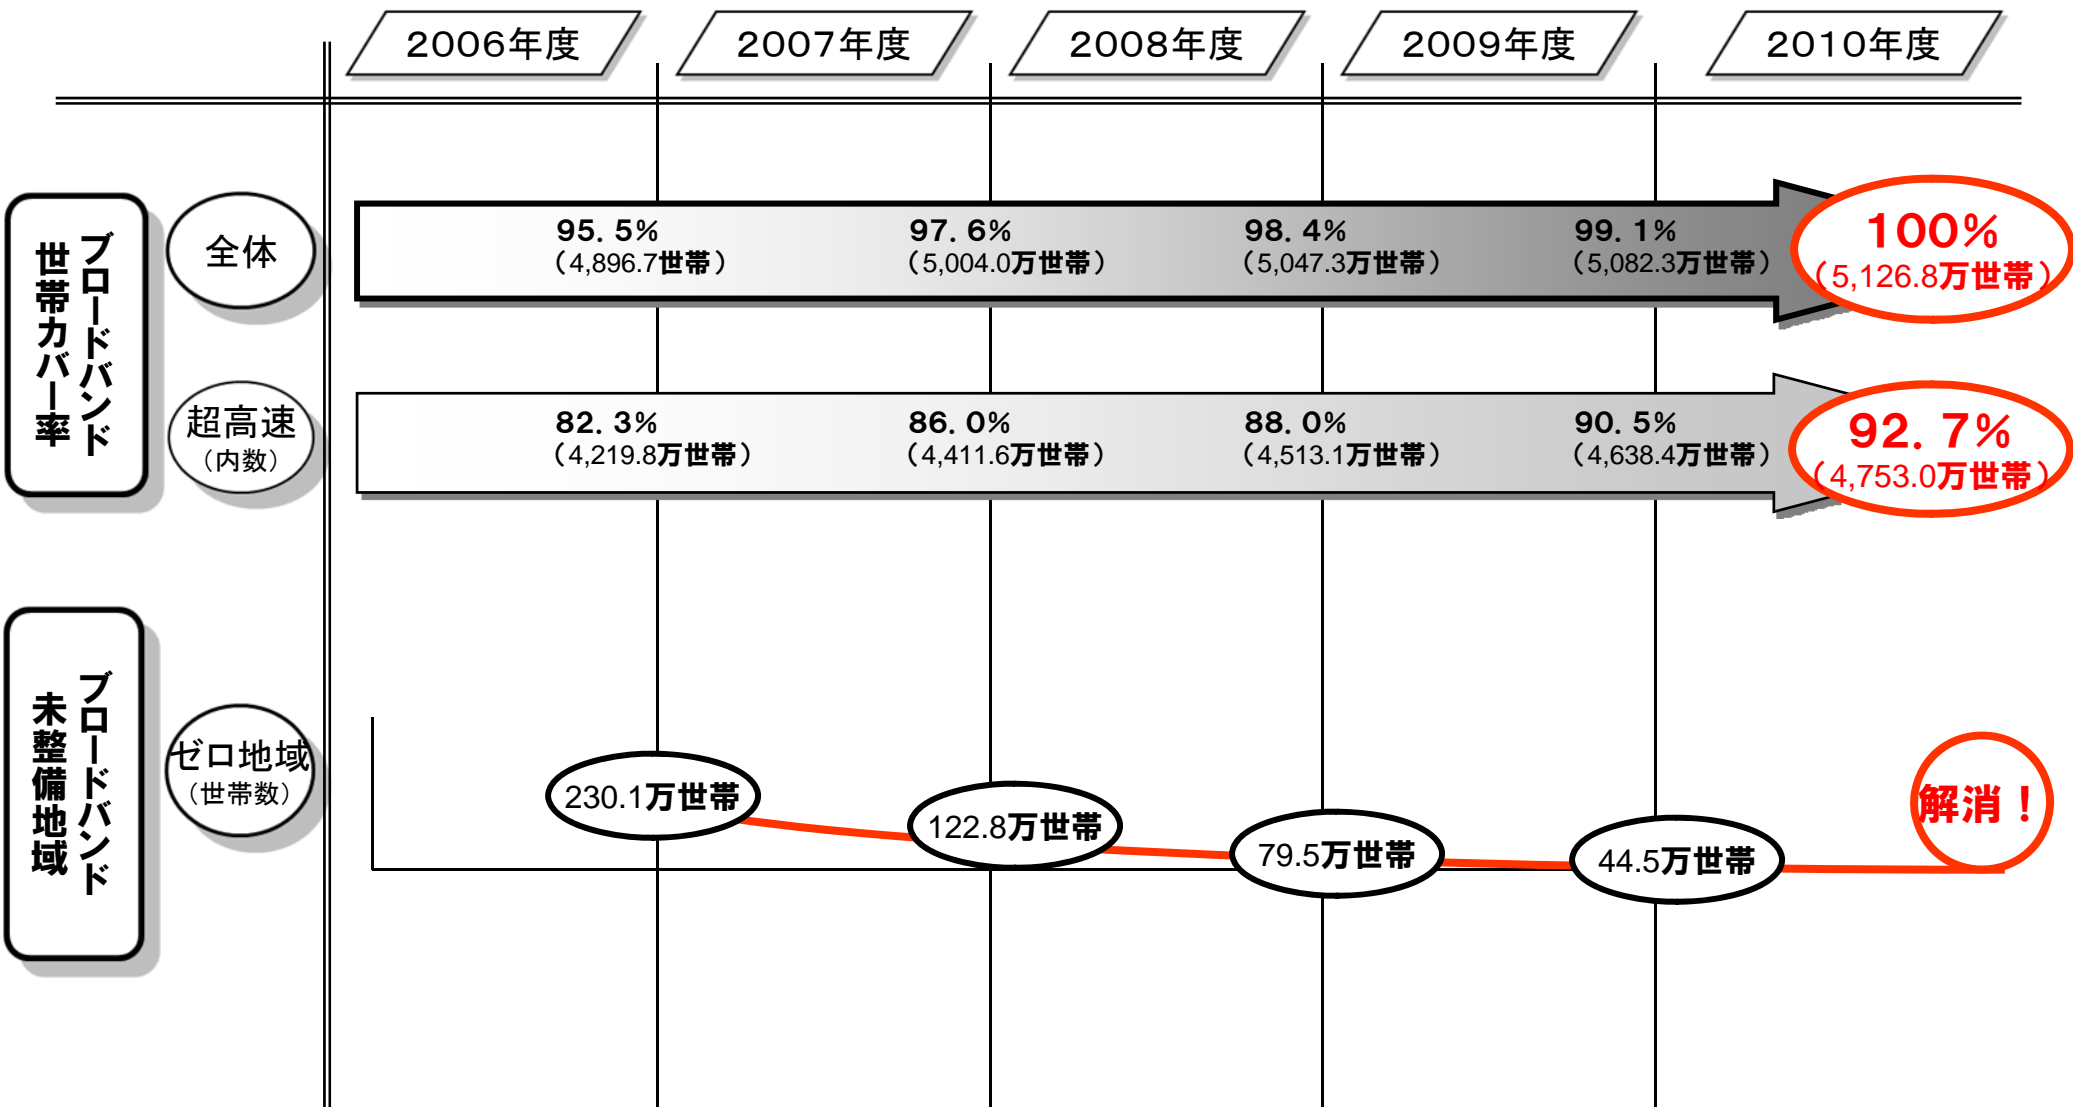 2006年度
2007年度
2008年度
2009年度
2010年度
ブロードバンド
世帯カバー率
全体
95.5%
（4,896.7世帯）
97.6%
（5,004.0万世帯）
98.4%
（5,047.3万世帯）
99.1%
（5,082.3万世帯）
100%
（5,126.8万世帯）
超高速
（内数）
82.3%
（4,219.8万世帯）
86.0%
（4,411.6万世帯）
88.0%
（4,513.1万世帯）
90.5%
（4,638.4万世帯）
92.7%
（4,753.0万世帯）
ブロードバンド
未整備地域
ゼロ地域
（世帯数）
230.1万世帯
122.8万世帯
79.5万世帯
44.5万世帯
解消！